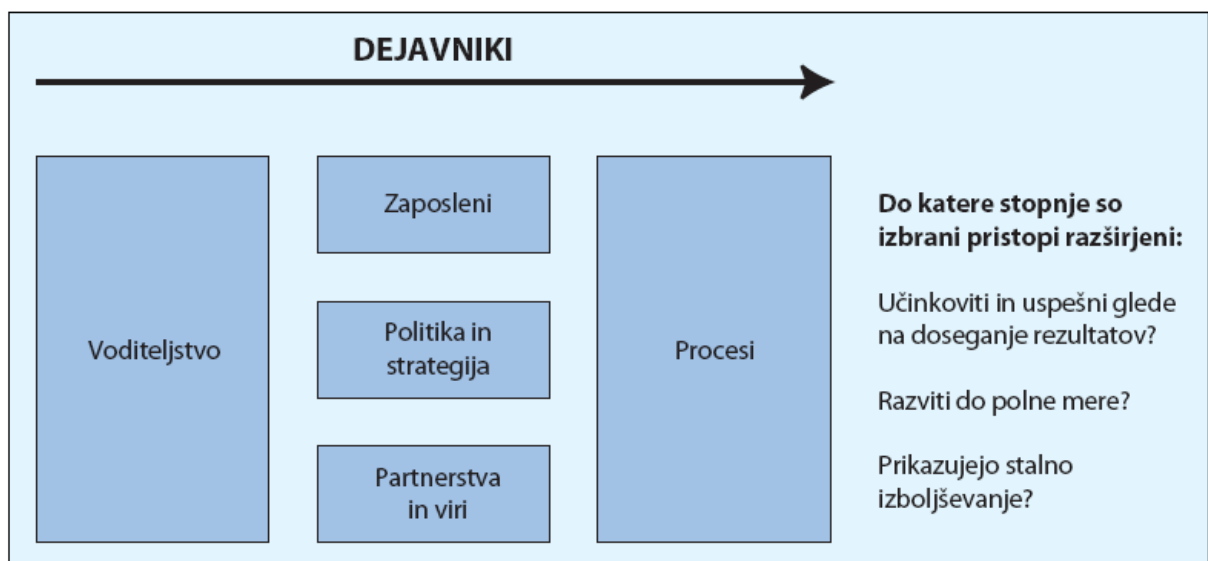 DEJAVNIKI
Voditeljstvo
Zaposleni
Politika in
strategija
Partnerstva
in viri
Procesi
Do katere stopnje so
izbrani pristopi razširjeni:
Učinkoviti in uspešni glede
na doseganje rezultatov?
Razviti do polne mere?
Prikazujejo stalno
izboljševanje?